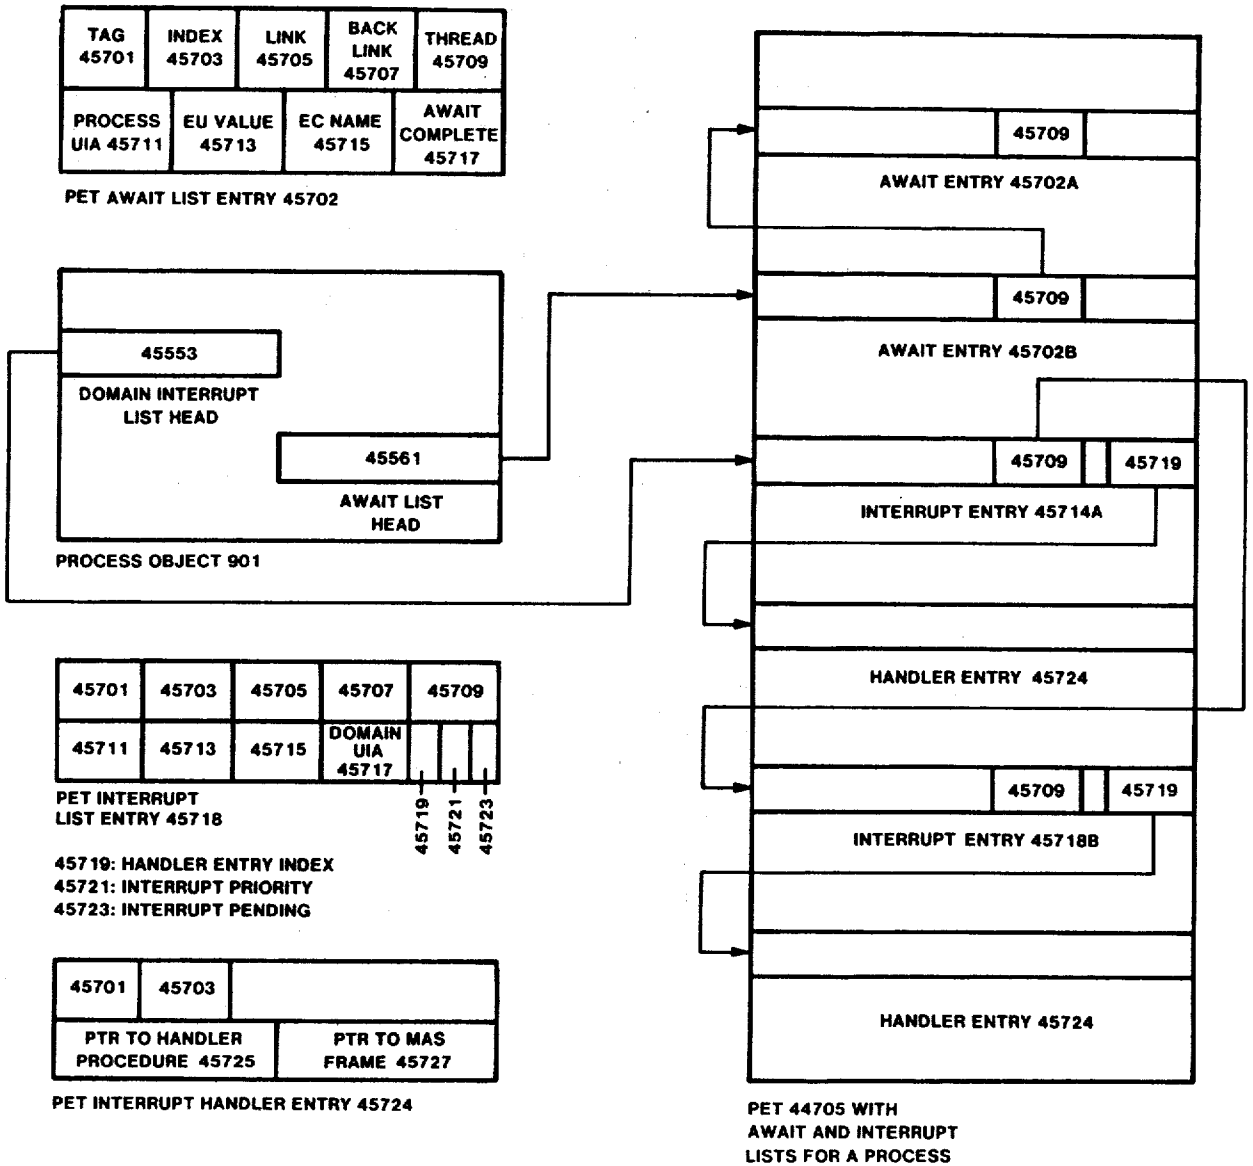 TAG
45701
INDEX
45703
LINK
45705
BACK
LINK
45707
THREAD
45709
PROCESS
UIA 45711
EU VALUE
45713
EC NAME
45715
AWAIT
COMPLETE
45717
PET AWAIT LIST ENTRY 45702
45553
DOMAIN INTERRUPT
LIST HEAD
45561
AWAIT LIST
HEAD
PROCESS OBJECT 901
45701
45703
45705
45707
45709
45711
45713
45715
DOMAIN
UIA
45717
45719
45721
45723
PET INTERRUPT
LIST ENTRY 45718
45719: HANDLER ENTRY INDEX
45721: INTERRUPT PRIORITY
45723: INTERRUPT PENDING
45701
45703
PTR TO HANDLER
PROCEDURE 45725
PTR TO MAS
FRAME 45727
PET INTERRUPT HANDLER ENTRY 45724
45709
AWAIT ENTRY 45702A
45709
AWAIT ENTRY 45702B
45709
45719
INTERRUPT ENTRY 45714A
HANDLER ENTRY 45724
45709
45719
INTERRUPT ENTRY 45718B
HANDLER ENTRY 45724
PET 44705 WITH
AWAIT AND INTERRUPT
LISTS FOR A PROCESS